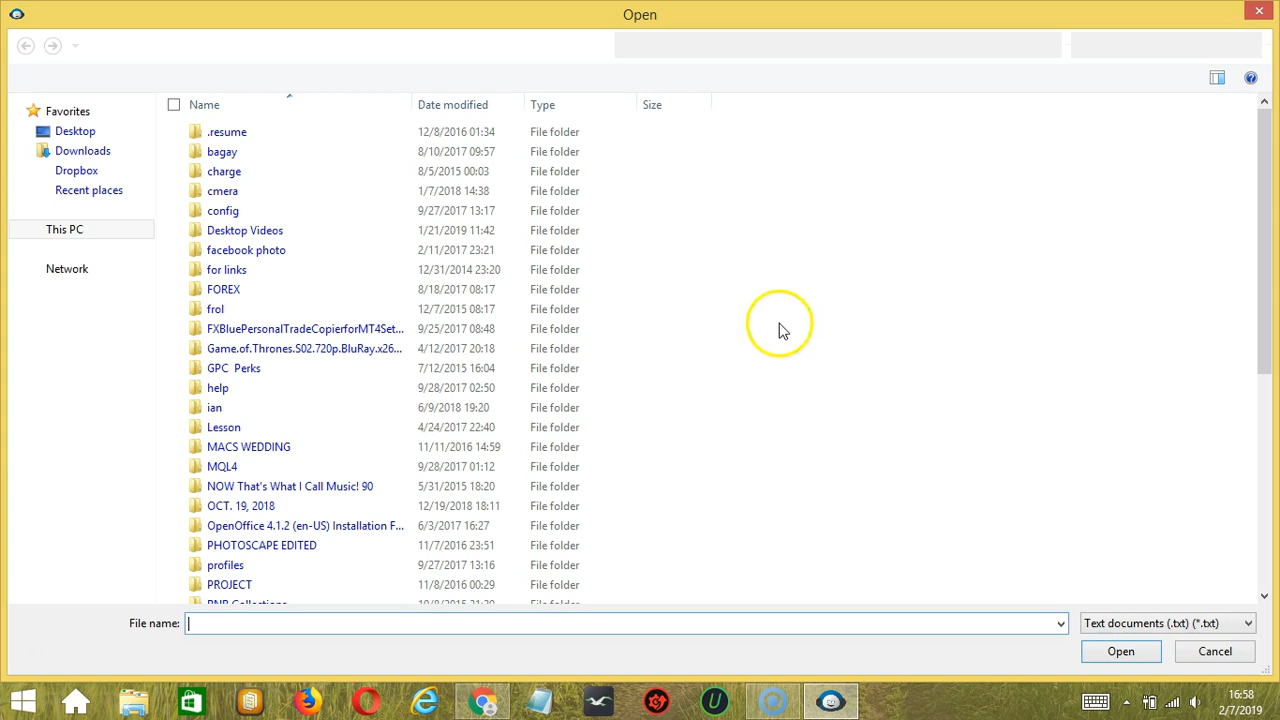 Open
Name Date modified Type Size
Favorites
Desktop
Downloads
Dropbox
Recent places
This PC
Network
.resume 12/8/2016 01:34 File folder
bagay 8/10/2017 09:57 File folder
charge 8/5/2015 00:03 File folder
cmera 1/7/2018 14:38 File folder
config 9/27/2017 13:17 File folder
Desktop Videos 1/21/2019 11:42 File folder
facebook photo 2/11/2017 23:21 File folder
for links 12/31/2014 23:20 File folder
FOREX 8/18/2017 08:17 File folder
frol 12/7/2015 08:17 File folder
FXBluePersonalTradeCopierforMT4Set... 9/25/2017 08:48 File folder
Game.of.Thrones.S02.720p.BluRay.x26... 4/12/2017 20:18 File folder
GPC Perks 7/12/2015 16:04 File folder
help 9/28/2017 02:50 File folder
ian 6/9/2018 19:20 File folder
Lesson 4/24/2017 22:40 File folder
MACS WEDDING 11/11/2016 14:59 File folder
MQL4 9/28/2017 01:12 File folder
NOW That's What I Call Music! 90 5/31/2015 18:20 File folder
OCT. 19, 2018 12/19/2018 18:11 File folder
OpenOffice 4.1.2 (en-US) Installation F... 6/3/2017 16:27 File folder
PHOTOSCAPE EDITED 11/7/2016 23:51 File folder
profiles 9/27/2017 13:16 File folder
PROJECT 11/8/2016 00:29 File folder
File name: Text documents (.txt) (*.txt)
Open Cancel
16:58
2/7/2019